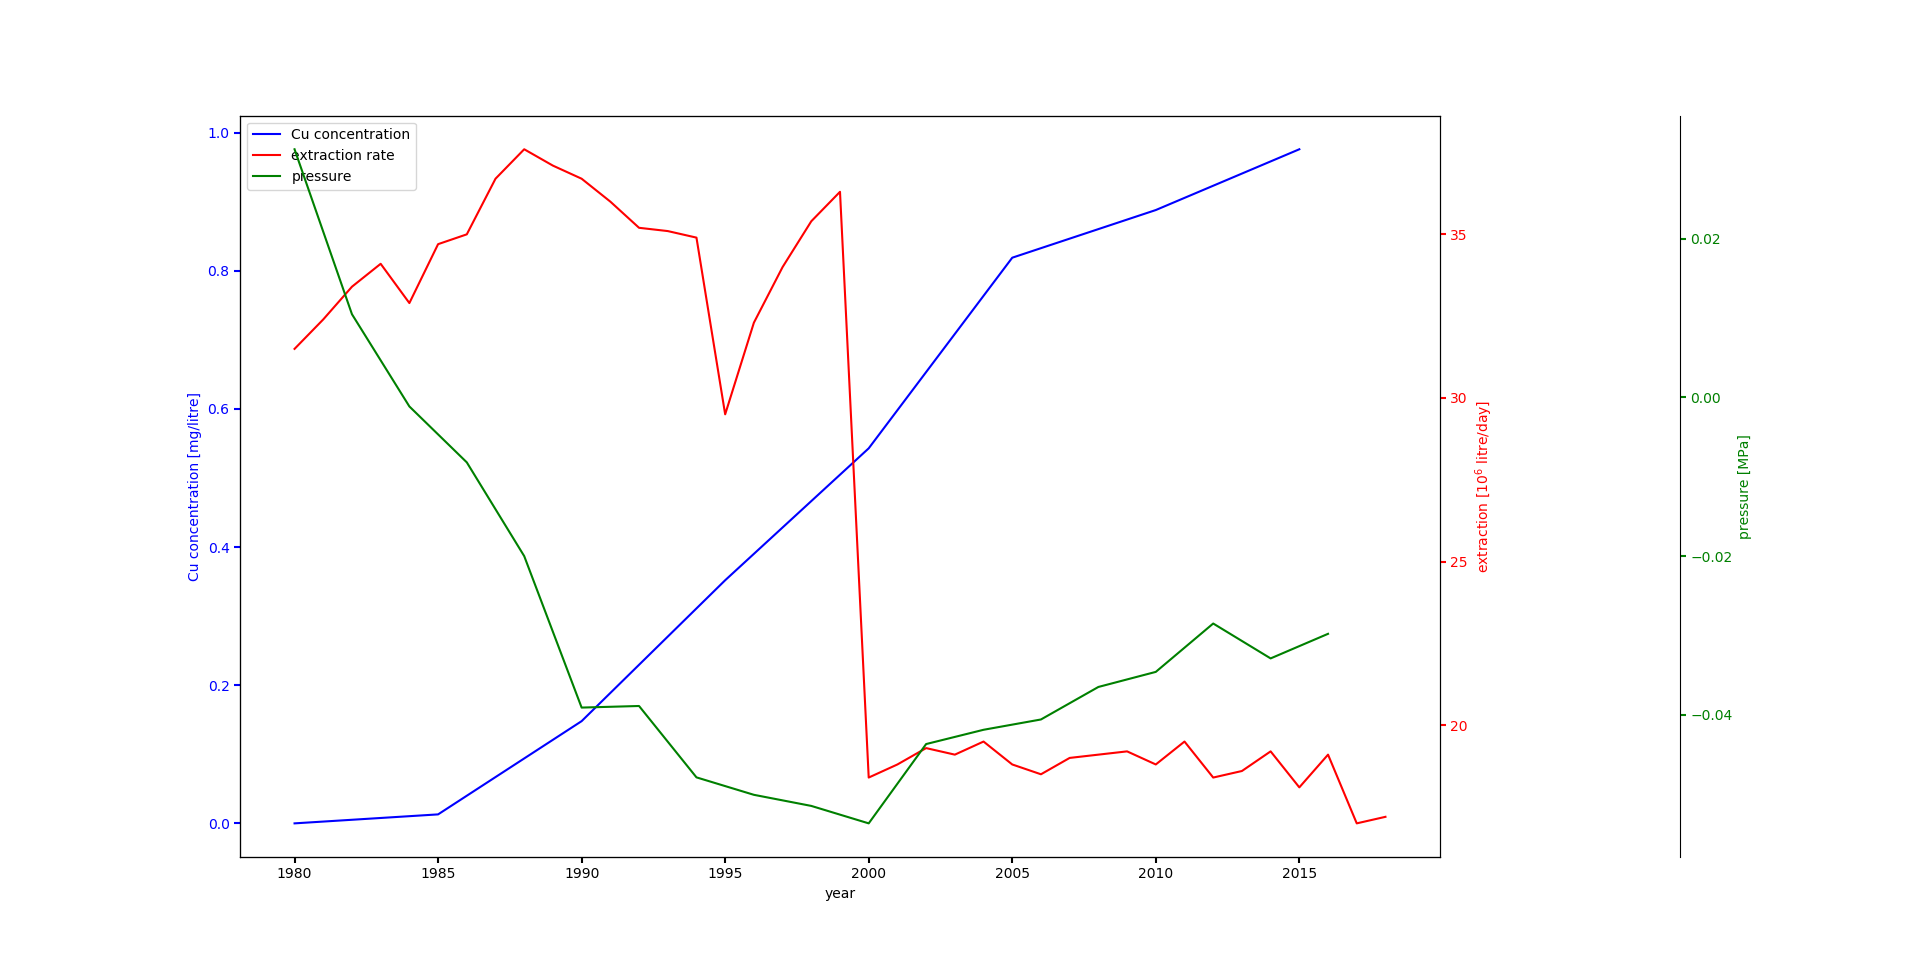 Cu concentration
extraction rate
pressure
1.0
0.8
0.6
0.4
0.2
0.0
Cu concentration [mg/litre]
1980 1985 1990 1995 2000 2005 2010 2015
year
35
30
25
20
extraction [10⁶ litre/day]
0.02
0.00
−0.02
−0.04
pressure [MPa]